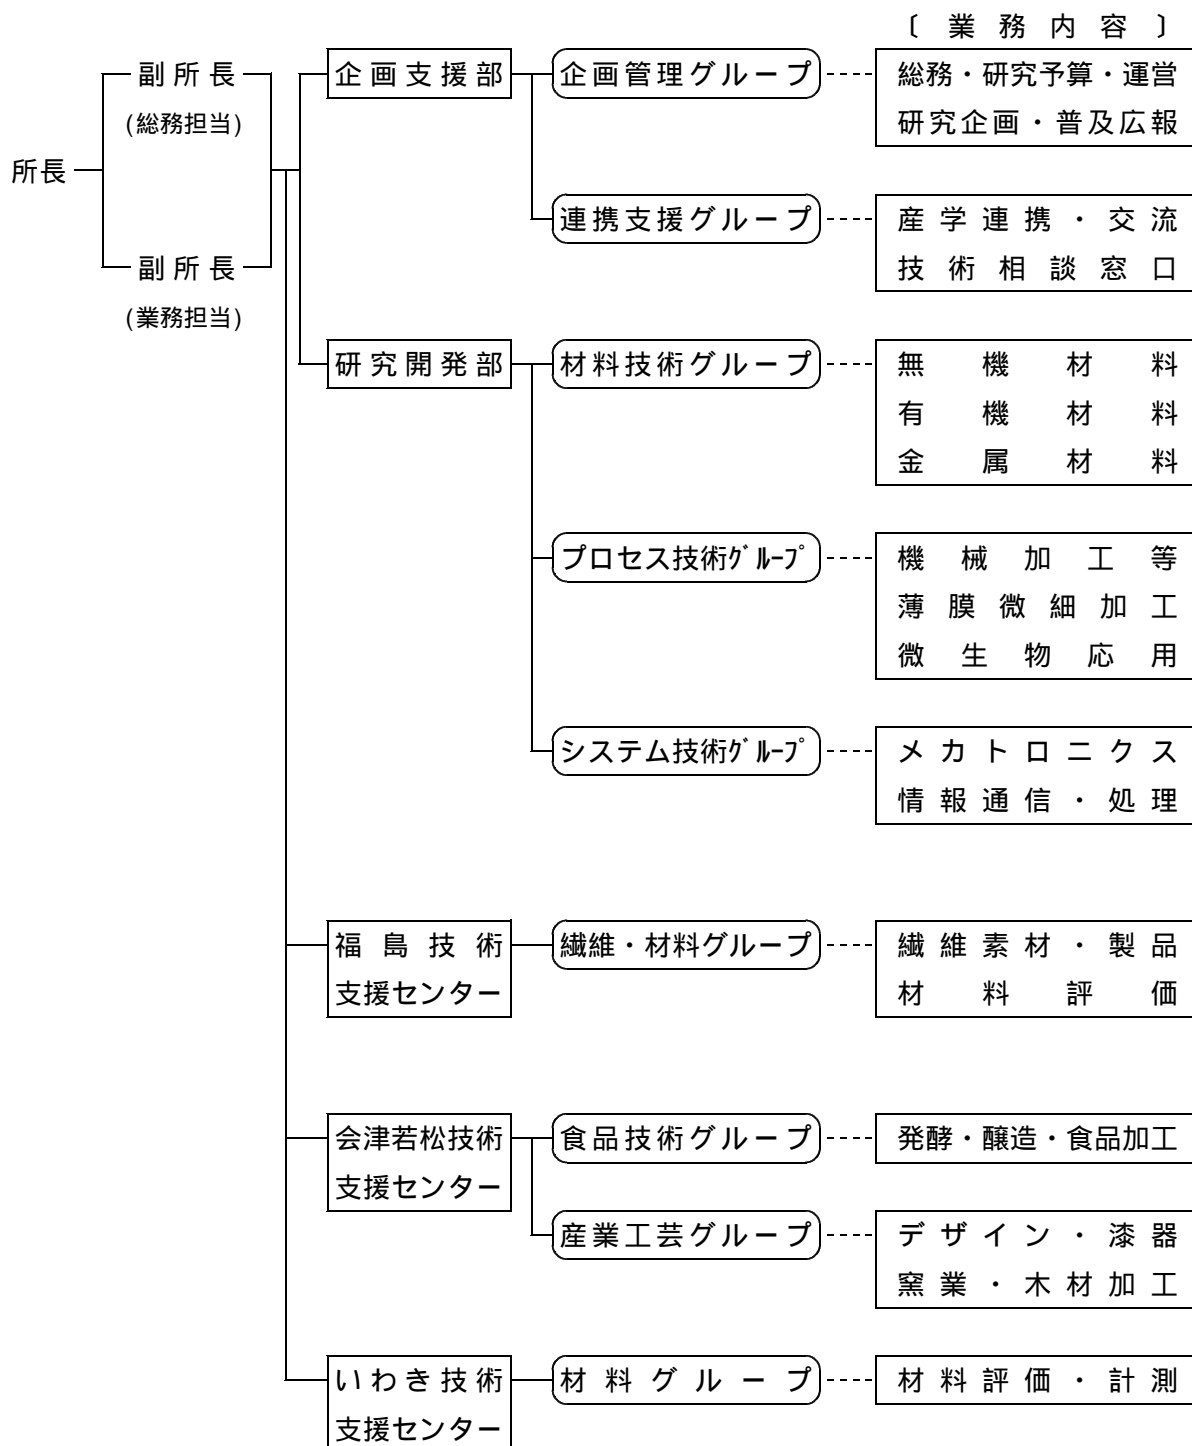 〔業務内容〕
副所長 企画支援部 企画管理グループ 総務・研究予算・運営
(総務担当) 研究企画・普及広報
所長
連携支援グループ 産学連携・交流
副所長 技術相談窓口
(業務担当)
研究開発部 材料技術グループ 無機材料
有機材料
金属材料
プロセス技術ｸﾞﾙｰﾌﾟ 機械加工等
薄膜微細加工
微生物応用
システム技術ｸﾞﾙｰﾌﾟ メカトロニクス
情報通信・処理
福島技術 繊維・材料グループ 繊維素材・製品
支援センター 材料評価
会津若松技術 食品技術グループ 発酵・醸造・食品加工
支援センター
産業工芸グループ デザイン・漆器
窯業・木材加工
いわき技術 材料グループ 材料評価・計測
支援センター